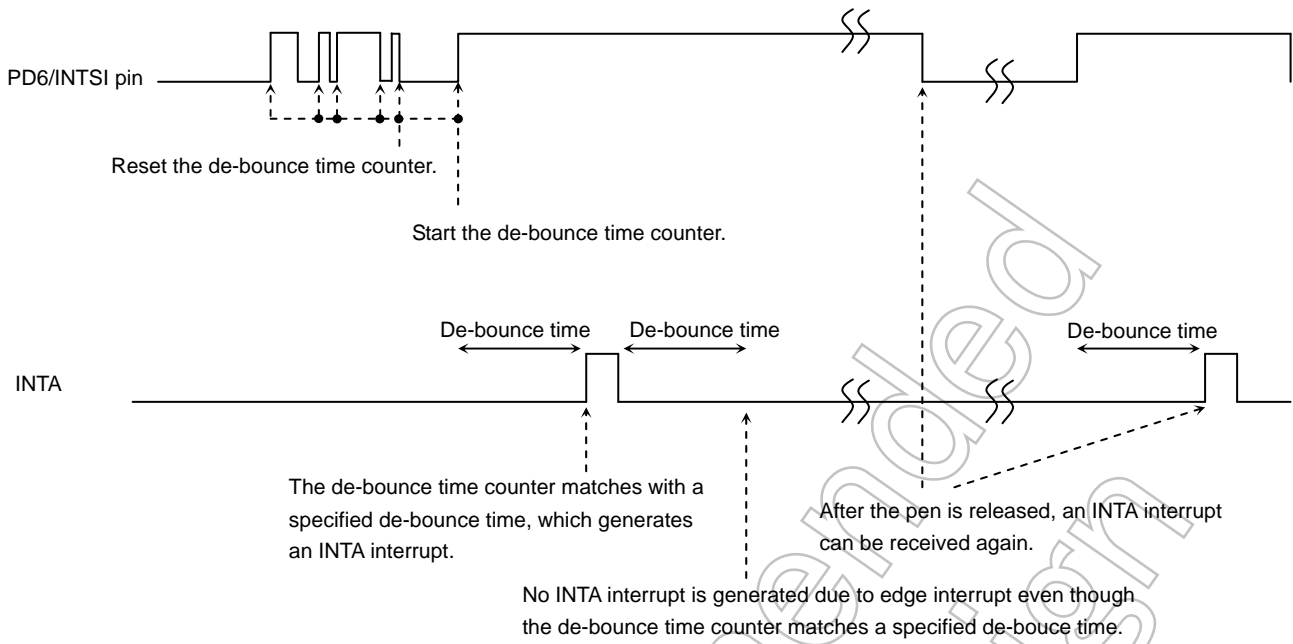 PD6/INTSI pin
Reset the de-bounce time counter.
Start the de-bounce time counter.
De-bounce time
De-bounce time
De-bounce time
INTA
The de-bounce time counter matches with a
specified de-bounce time, which generates
an INTA interrupt.
After the pen is released, an INTA interrupt
can be received again.
No INTA interrupt is generated due to edge interrupt even though
the de-bounce time counter matches a specified de-bouce time.
ended
sign